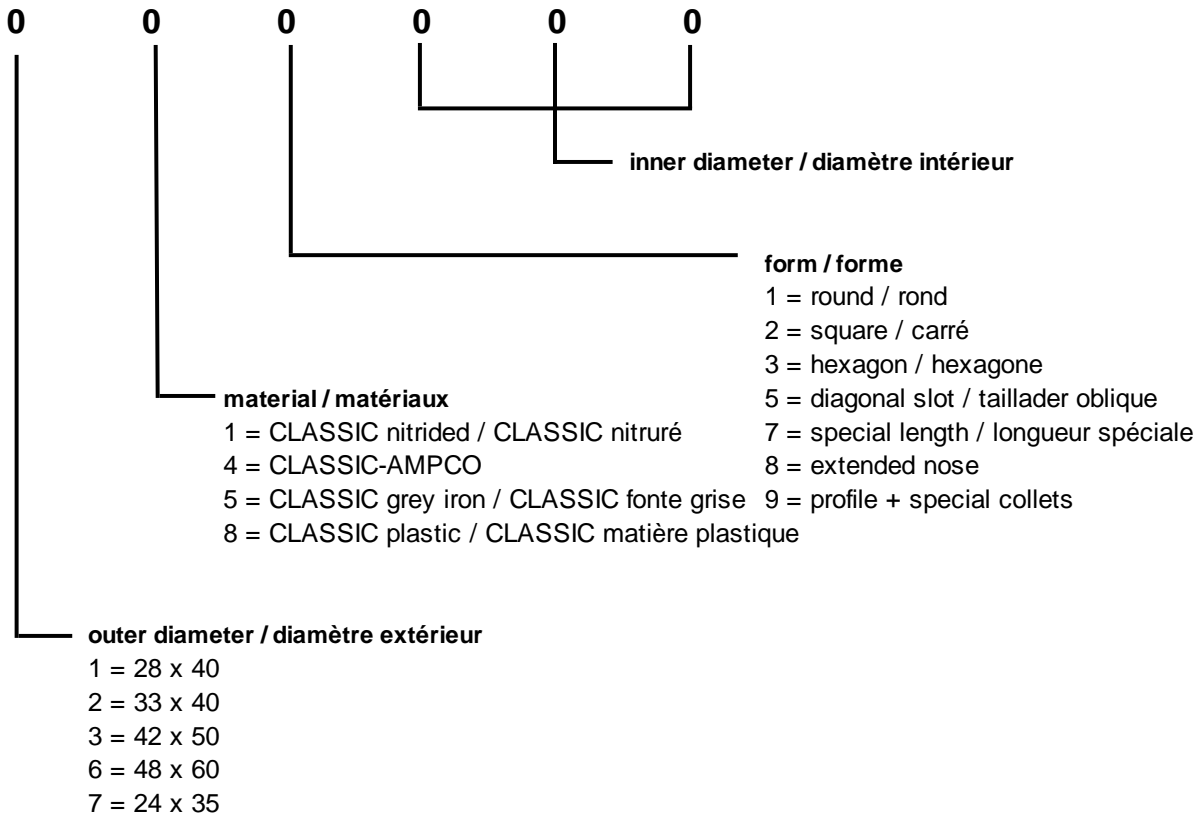 0 0 0 0 0 0
inner diameter / diamètre intérieur
form / forme
1 = round / rond
2 = square / carré
3 = hexagon / hexagone
5 = diagonal slot / taillader oblique
7 = special length / longueur spéciale
8 = extended nose
9 = profile + special collets
material / matériaux
1 = CLASSIC nitrided / CLASSIC nitruré
4 = CLASSIC-AMPCO
5 = CLASSIC grey iron / CLASSIC fonte grise
8 = CLASSIC plastic / CLASSIC matière plastique
outer diameter / diamètre extérieur
1 = 28 x 40
2 = 33 x 40
3 = 42 x 50
6 = 48 x 60
7 = 24 x 35